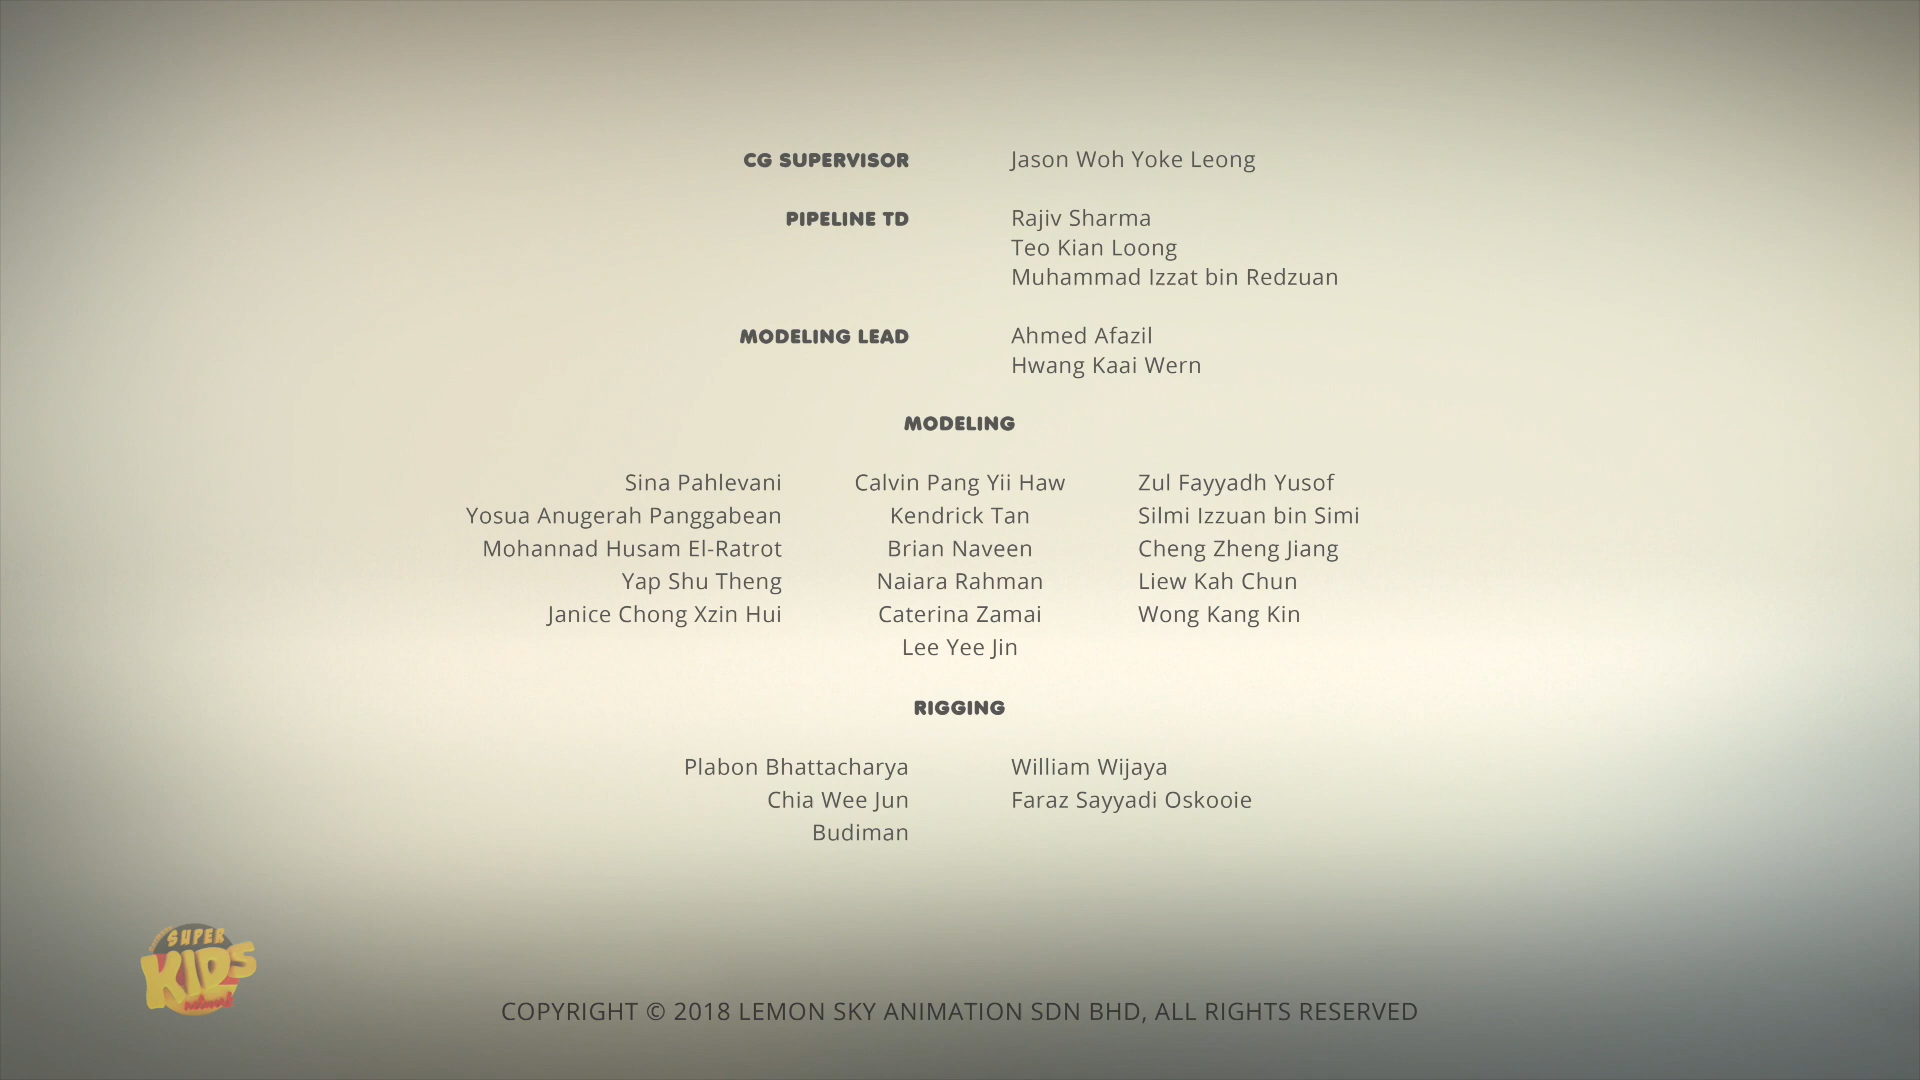 CG SUPERVISOR Jason Woh Yoke Leong
PIPELINE TD Rajiv Sharma
Teo Kian Loong
Muhammad Izzat bin Redzuan
MODELING LEAD Ahmed Afazil
Hwang Kaai Wern
MODELING
Sina Pahlevani Calvin Pang Yii Haw Zul Fayyadh Yusof
Yosua Anugerah Panggabean Kendrick Tan Silmi Izzuan bin Simi
Mohannad Husam El-Ratrot Brian Naveen Cheng Zheng Jiang
Yap Shu Theng Naiara Rahman Liew Kah Chun
Janice Chong Xzin Hui Caterina Zamai Wong Kang Kin
Lee Yee Jin
RIGGING
Plabon Bhattacharya William Wijaya
Chia Wee Jun Faraz Sayyadi Oskooie
Budiman
SUPER
KIDS
network
COPYRIGHT © 2018 LEMON SKY ANIMATION SDN BHD, ALL RIGHTS RESERVED